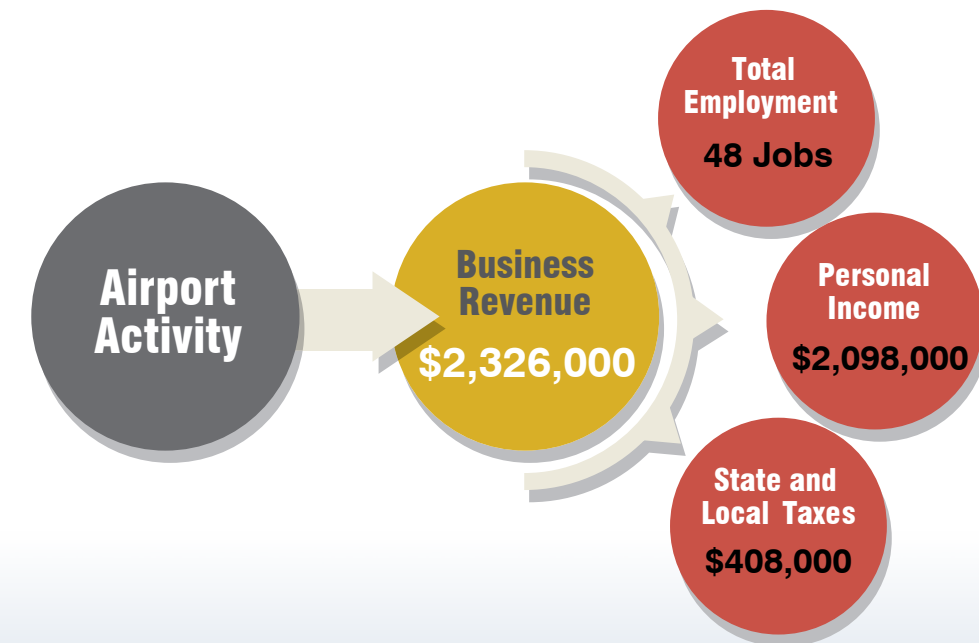 Airport
Activity
Business
Revenue
$2,326,000
Total
Employment
48 Jobs
Personal
Income
$2,098,000
State and
Local Taxes
$408,000